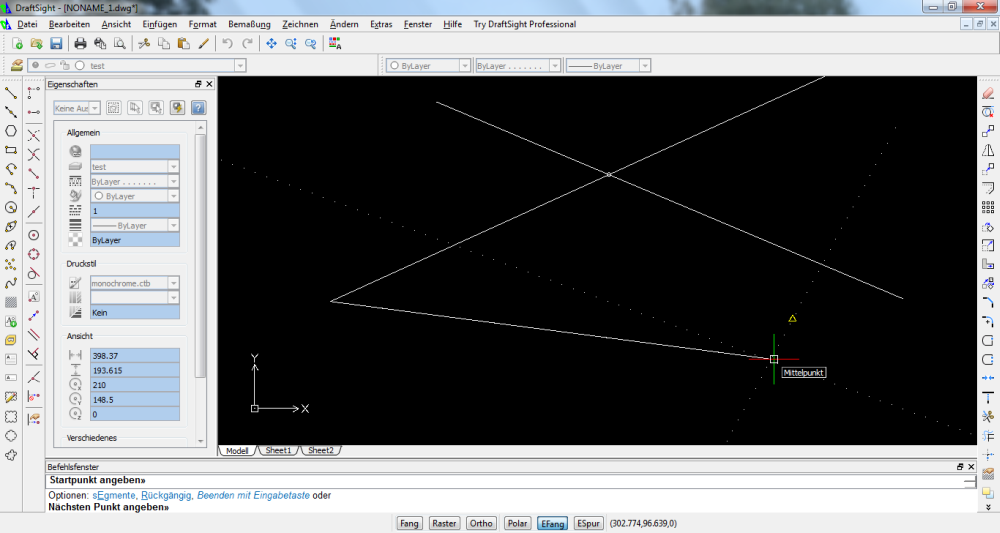 DraftSight - [NONAME_1.dwg*]
Datei Bearbeiten Ansicht Einfügen Format Bemaßung Zeichnen Ändern Extras Fenster Hilfe Try DraftSight Professional
test ByLayer ByLayer . . . . . . . ByLayer
Eigenschaften
Keine Au
Allgemein
test
ByLayer . . . . . . .
ByLayer
1
ByLayer
ByLayer
Druckstil
monochrome.ctb
Kein
Ansicht
398.37
193.615
210
148.5
0
Verschiedenes
Y
X
Mittelpunkt
Modell Sheet1 Sheet2
Befehlsfenster
Startpunkt angeben»
Optionen: sEgmente, Rückgängig, Beenden mit Eingabetaste oder
Nächsten Punkt angeben»
Fang Raster Ortho Polar EFang ESpur (302.774,96.639,0)